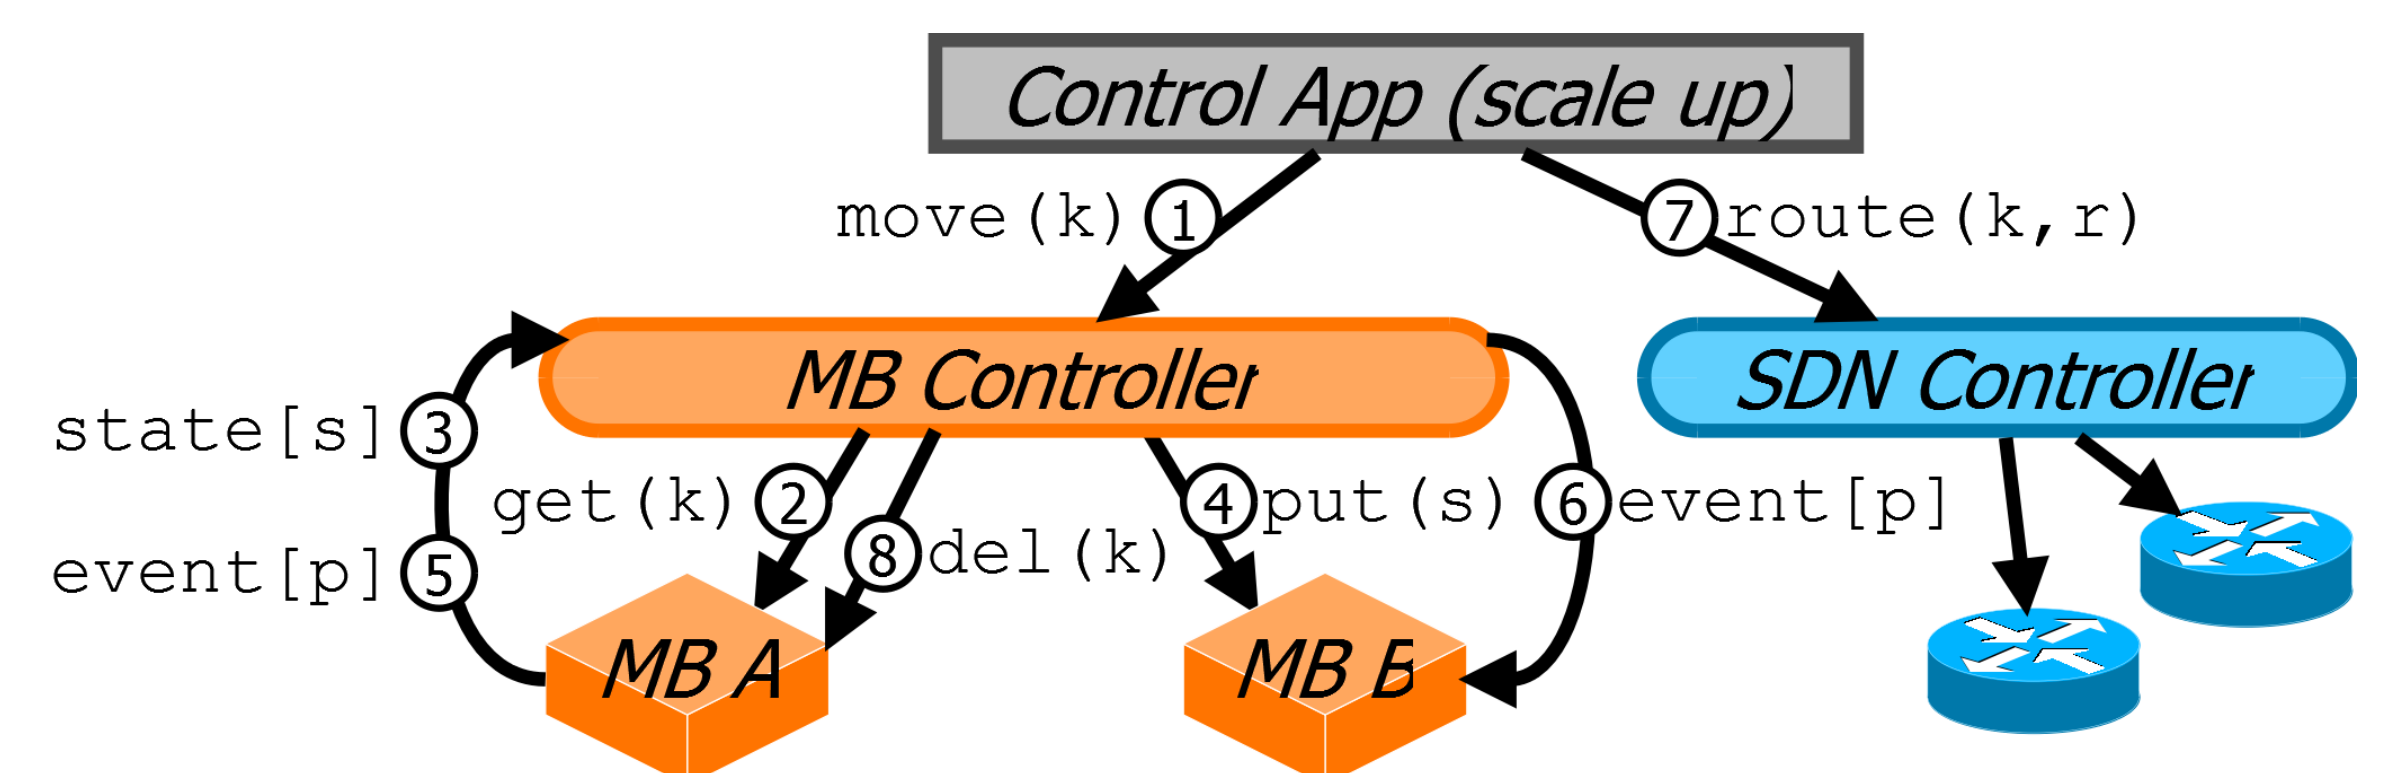 Control App (scale up)
move(k) 1
7 route(k,r)
MB Controller
SDN Controller
state[s] 3
get(k) 2
4 put(s)
6 event[p]
event[p] 5
8 del(k)
MB A
MB B